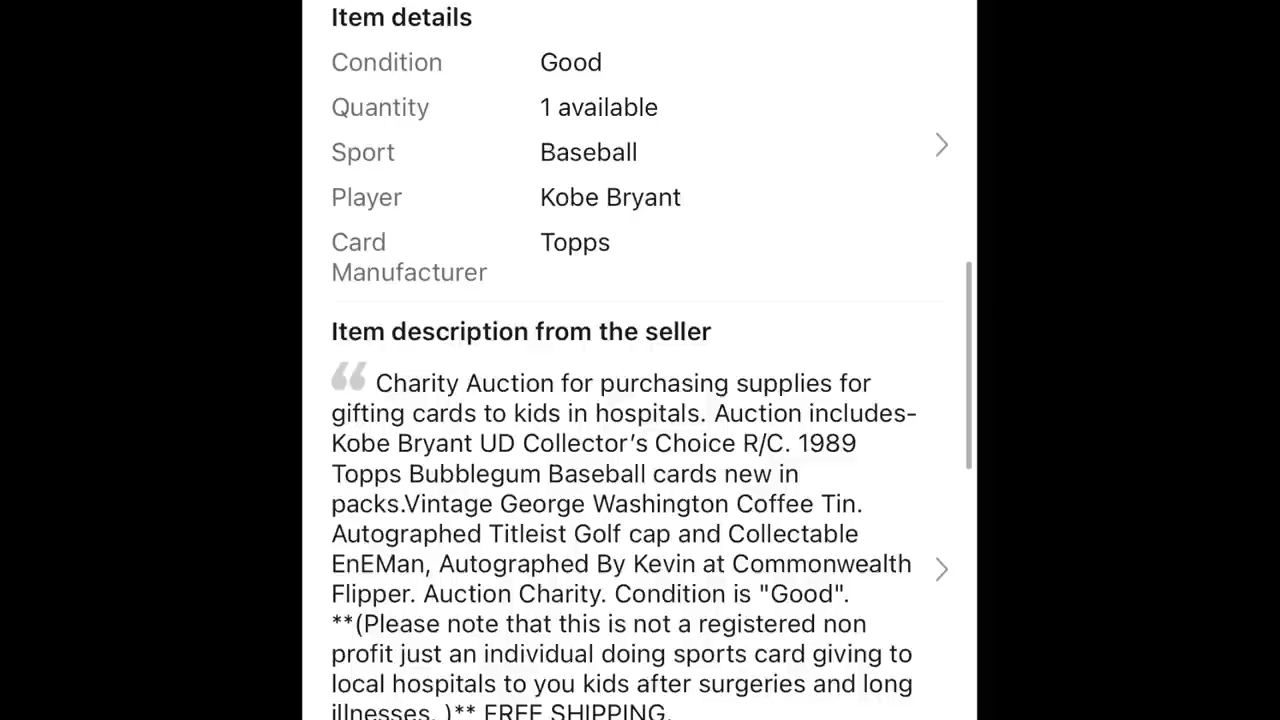 Item details
Condition Good
Quantity 1 available
Sport Baseball
Player Kobe Bryant
Card Topps
Manufacturer
Item description from the seller
“ Charity Auction for purchasing supplies for
gifting cards to kids in hospitals. Auction includes-
Kobe Bryant UD Collector's Choice R/C. 1989
Topps Bubblegum Baseball cards new in
packs.Vintage George Washington Coffee Tin.
Autographed Titleist Golf cap and Collectable
EnEMan, Autographed By Kevin at Commonwealth
Flipper. Auction Charity. Condition is "Good".
**(Please note that this is not a registered non
profit just an individual doing sports card giving to
local hospitals to you kids after surgeries and long
illnesses. )** FREE SHIPPING.